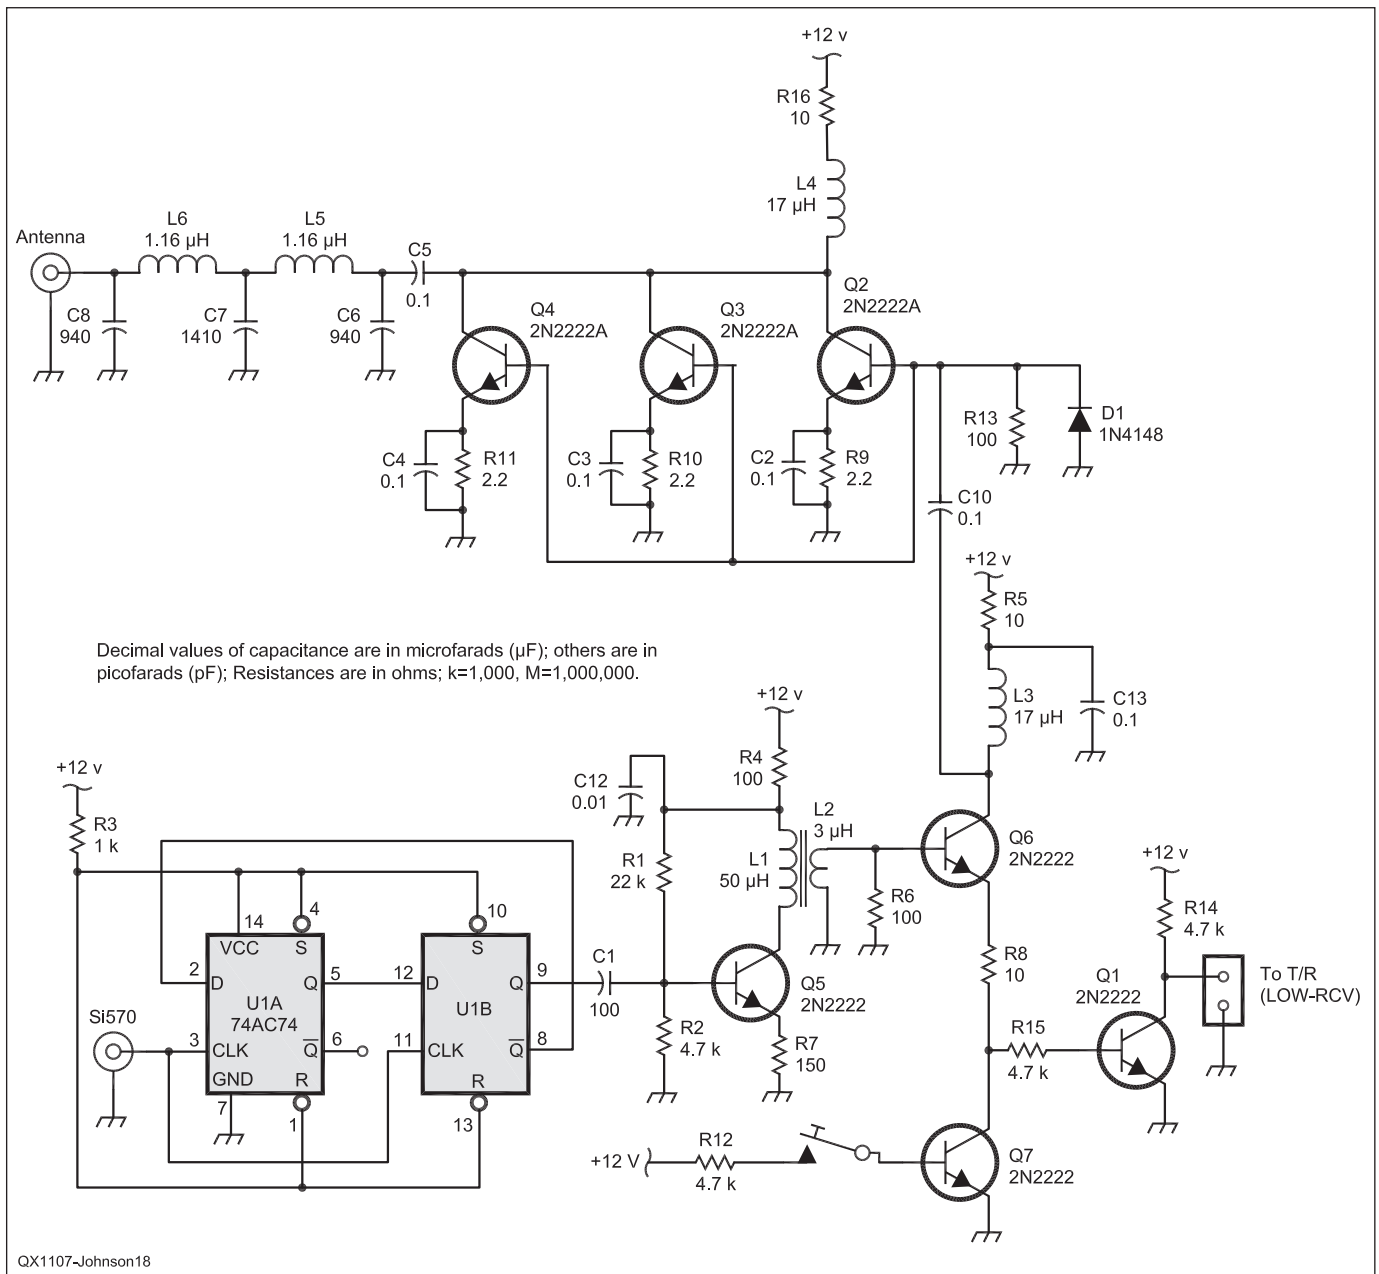 +12 v
R16
10
L4
17 µH
Antenna
L6
1.16 µH
L5
1.16 µH
C5
0.1
C8
940
C7
1410
C6
940
Q4
2N2222A
Q3
2N2222A
Q2
2N2222A
C4
0.1
R11
2.2
C3
0.1
R10
2.2
C2
0.1
R9
2.2
R13
100
D1
1N4148
C10
0.1
+12 v
R5
10
L3
17 µH
C13
0.1
Decimal values of capacitance are in microfarads (µF); others are in
picofarads (pF); Resistances are in ohms; k=1,000, M=1,000,000.
+12 v
R4
100
C12
0.01
L2
3 µH
L1
50 µH
R1
22 k
R6
100
Q6
2N2222
+12 v
R3
1 k
+12 v
R14
4.7 k
To T/R
(LOW-RCV)
R8
10
Q1
2N2222
R15
4.7 k
14
4
10
VCC
S
S
2
D
Q
5
12
D
Q
9
U1A
74AC74
U1B
Si570
3
CLK
Q
6
11
CLK
Q
8
GND
R
R
7
1
13
C1
100
Q5
2N2222
R2
4.7 k
R7
150
+12 V
R12
4.7 k
Q7
2N2222
QX1107-Johnson18